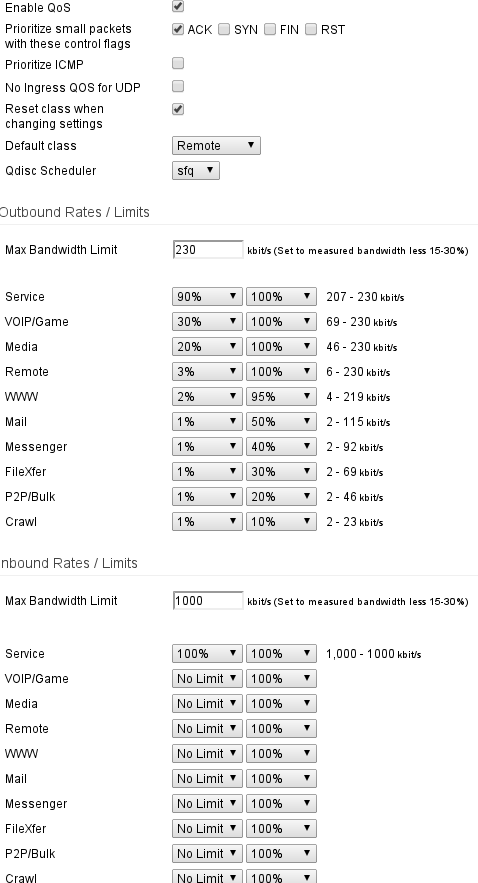 Enable QoS
Prioritize small packets
with these control flags
ACK SYN FIN RST
Prioritize ICMP
No Ingress QOS for UDP
Reset class when
changing settings
Default class Remote
Qdisc Scheduler sfq
Outbound Rates / Limits
Max Bandwidth Limit 230 kbit/s (Set to measured bandwidth less 15-30%)
Service 90% 100% 207 - 230 kbit/s
VOIP/Game 30% 100% 69 - 230 kbit/s
Media 20% 100% 46 - 230 kbit/s
Remote 3% 100% 6 - 230 kbit/s
WWW 2% 95% 4 - 219 kbit/s
Mail 1% 50% 2 - 115 kbit/s
Messenger 1% 40% 2 - 92 kbit/s
FileXfer 1% 30% 2 - 69 kbit/s
P2P/Bulk 1% 20% 2 - 46 kbit/s
Crawl 1% 10% 2 - 23 kbit/s
nbound Rates / Limits
Max Bandwidth Limit 1000 kbit/s (Set to measured bandwidth less 15-30%)
Service 100% 100% 1,000 - 1000 kbit/s
VOIP/Game No Limit 100%
Media No Limit 100%
Remote No Limit 100%
WWW No Limit 100%
Mail No Limit 100%
Messenger No Limit 100%
FileXfer No Limit 100%
P2P/Bulk No Limit 100%
Crawl No Limit 100%